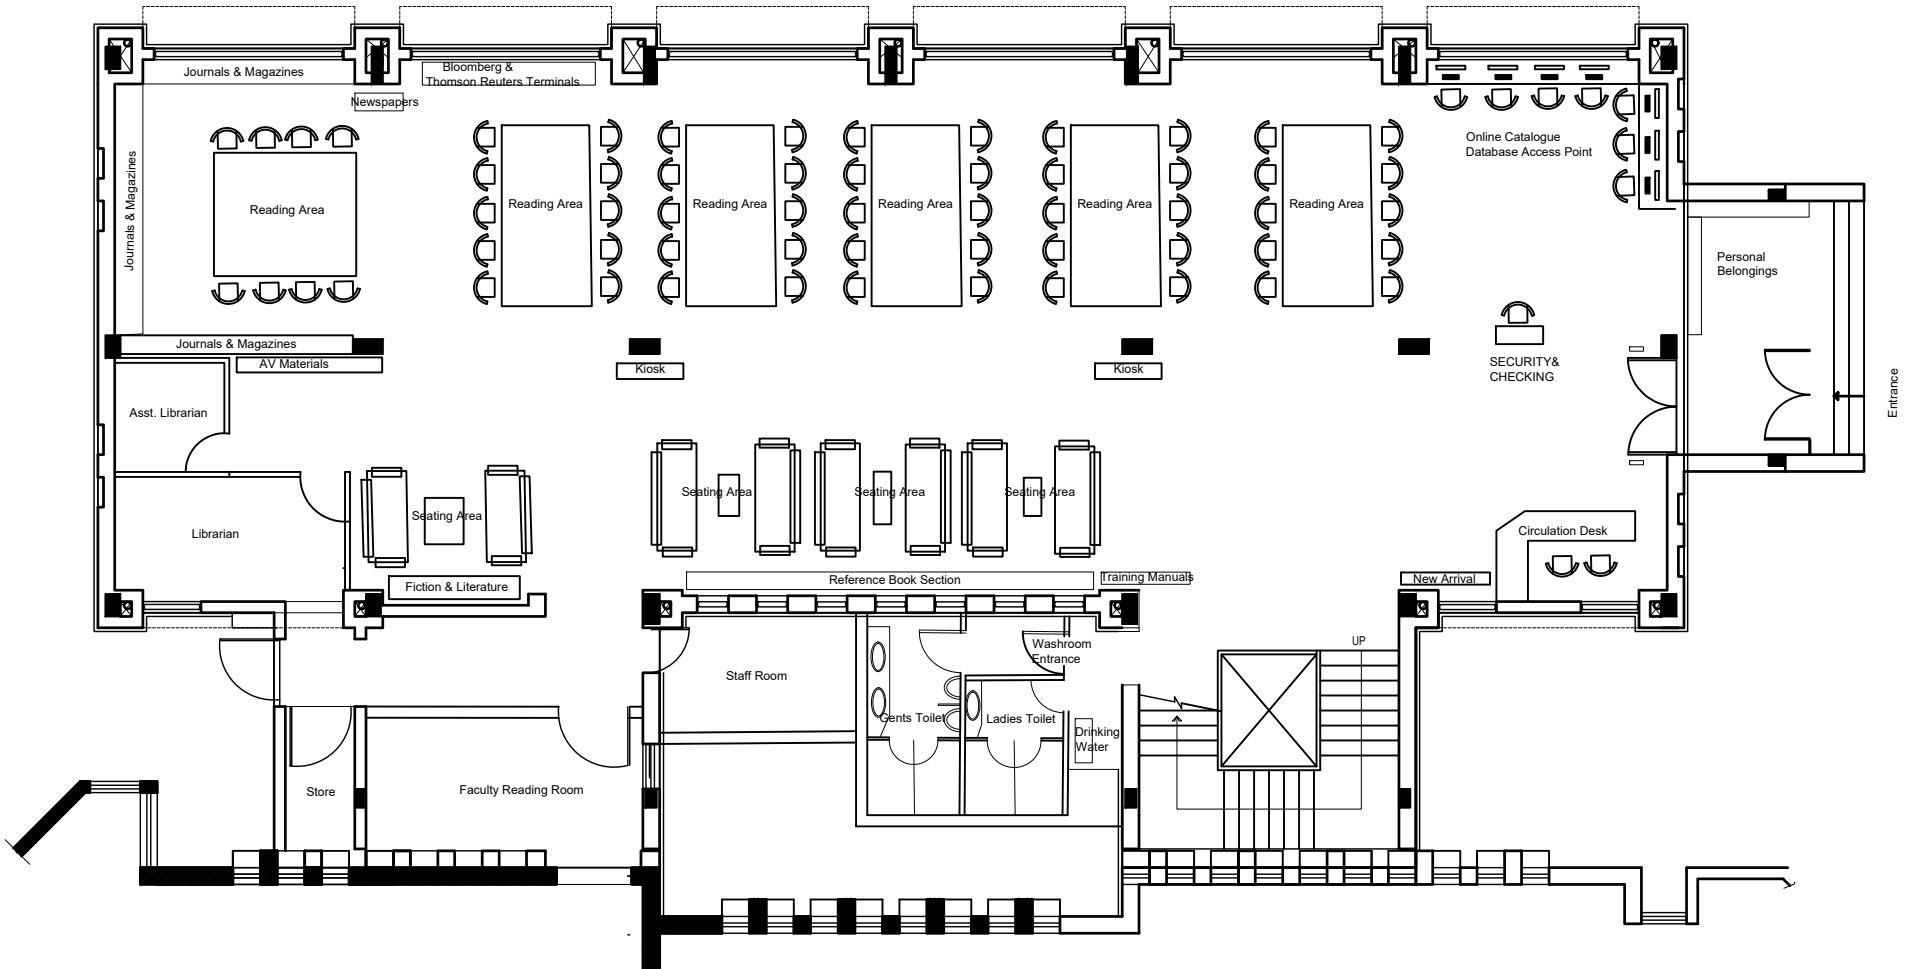 Journals & Magazines
Bloomberg &
Thomson Reuters Terminals
Newspapers
Online Catalogue
Database Access Point
Journals & Magazines
Reading Area
Reading Area
Reading Area
Reading Area
Reading Area
Reading Area
Personal
Belongings
Journals & Magazines
AV Materials
Kiosk
Kiosk
SECURITY&
CHECKING
Entrance
Asst. Librarian
Librarian
Seating Area
Seating Area
Seating Area
Seating Area
Circulation Desk
Fiction & Literature
Reference Book Section
Training Manuals
New Arrival
Washroom
Entrance
UP
Staff Room
Gents Toilet
Ladies Toilet
Drinking
Water
Store
Faculty Reading Room